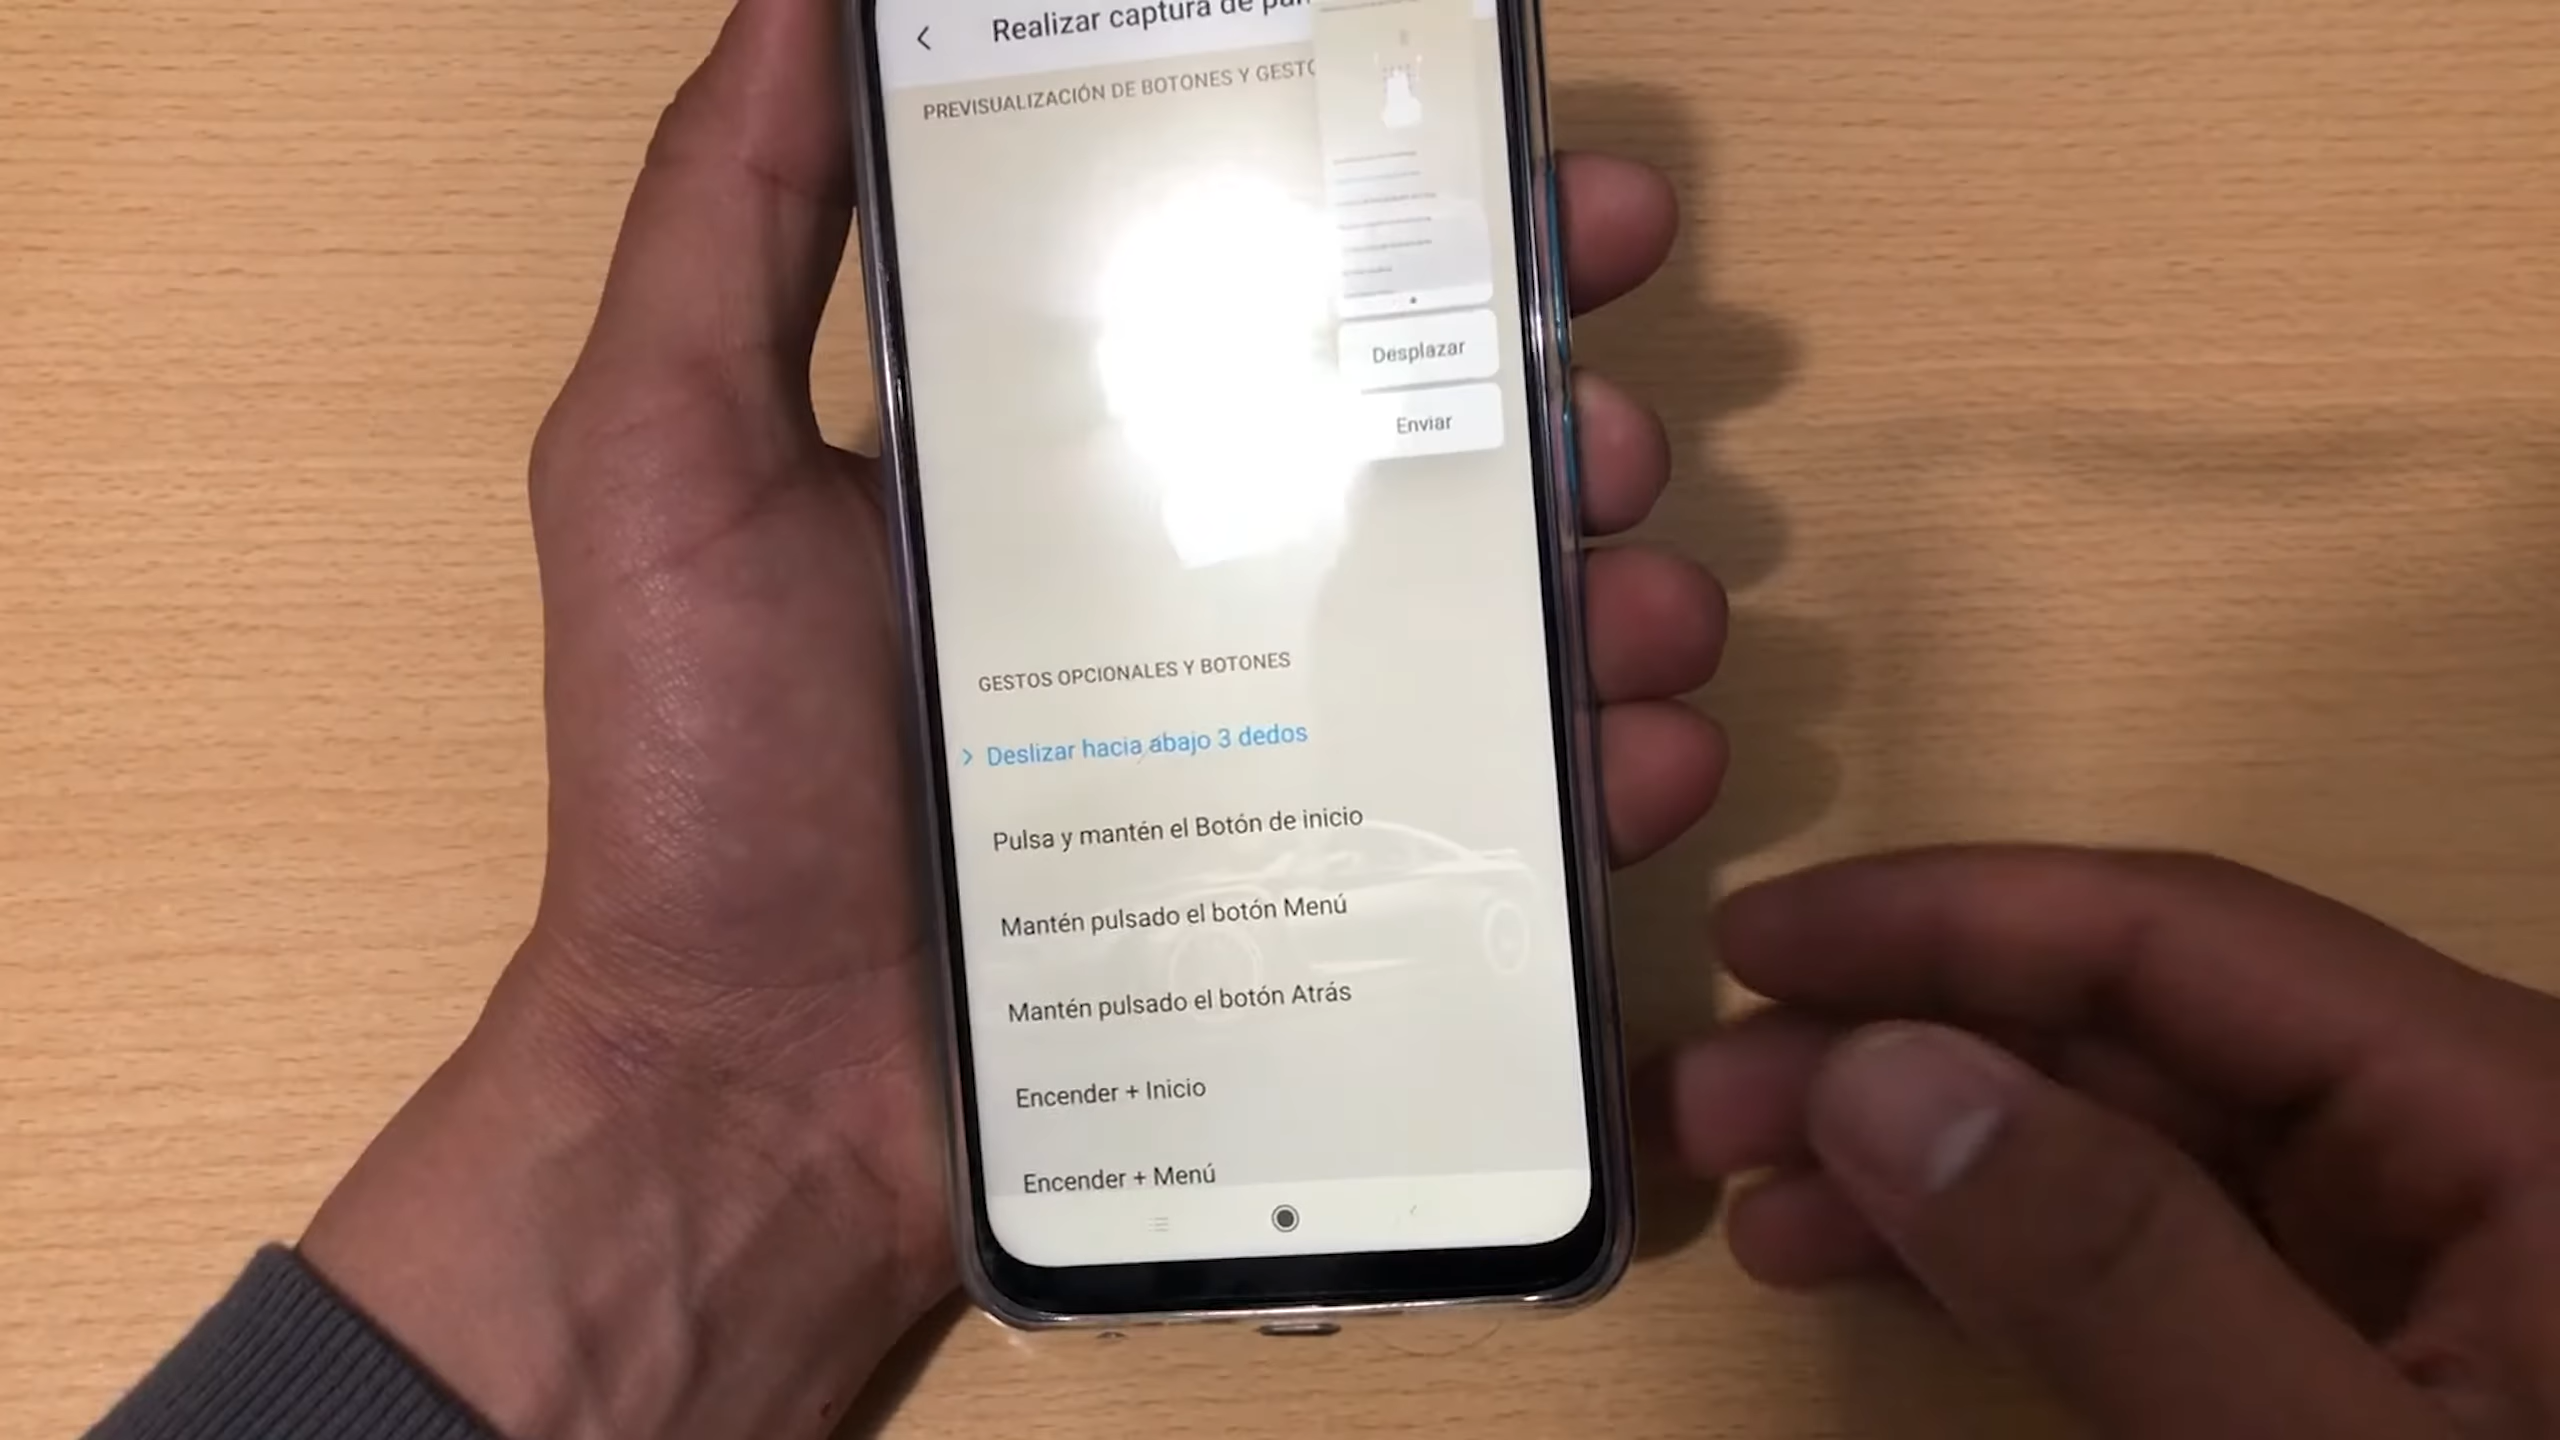 Realizar captura de
PREVISUALIZACIÓN DE BOTONES Y
Desplazar
Enviar
GESTOS OPCIONALES Y BOTONES
Deslizar hacia abajo 3 dedos
Pulsa y mantén el Botón de inicio
Mantén pulsado el botón Menú
Mantén pulsado el botón Atrás
Encender + Inicio
Encender + Menú